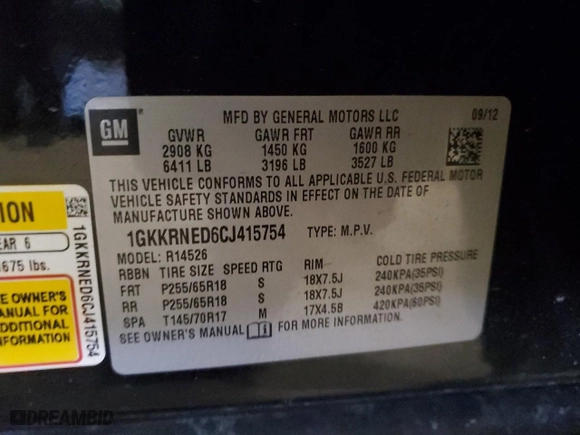 GM
MFD BY GENERAL MOTORS LLC
09/12
GVWR GAWR FRT GAWR RR
2908 KG 1450 KG 1600 KG
6411 LB 3196 LB 3527 LB
THIS VEHICLE CONFORMS TO ALL APPLICABLE U.S. FEDERAL MOTOR
VEHICLE SAFETY STANDARDS IN EFFECT ON THE DATE OF
MANUFACTURE SHOWN ABOVE.
1GKKRNED6CJ415754 TYPE: M.P.V.
MODEL: R14526
RBBN TIRE SIZE SPEED RTG RIM COLD TIRE PRESSURE
FRT P255/65R18 S 18X7.5J 240KPA(35PSI)
RR P255/65R18 S 18X7.5J 240KPA(35PSI)
SPA T145/70R17 M 17X4.5B 420KPA(60PSI)
SEE OWNER'S MANUAL FOR MORE INFORMATION.
ION
EAR 6
675 lbs.
E OWNER'S
MANUAL FOR
DDITIONAL
FORMATION
1GKKRNED6CJ415754
DREAMBID